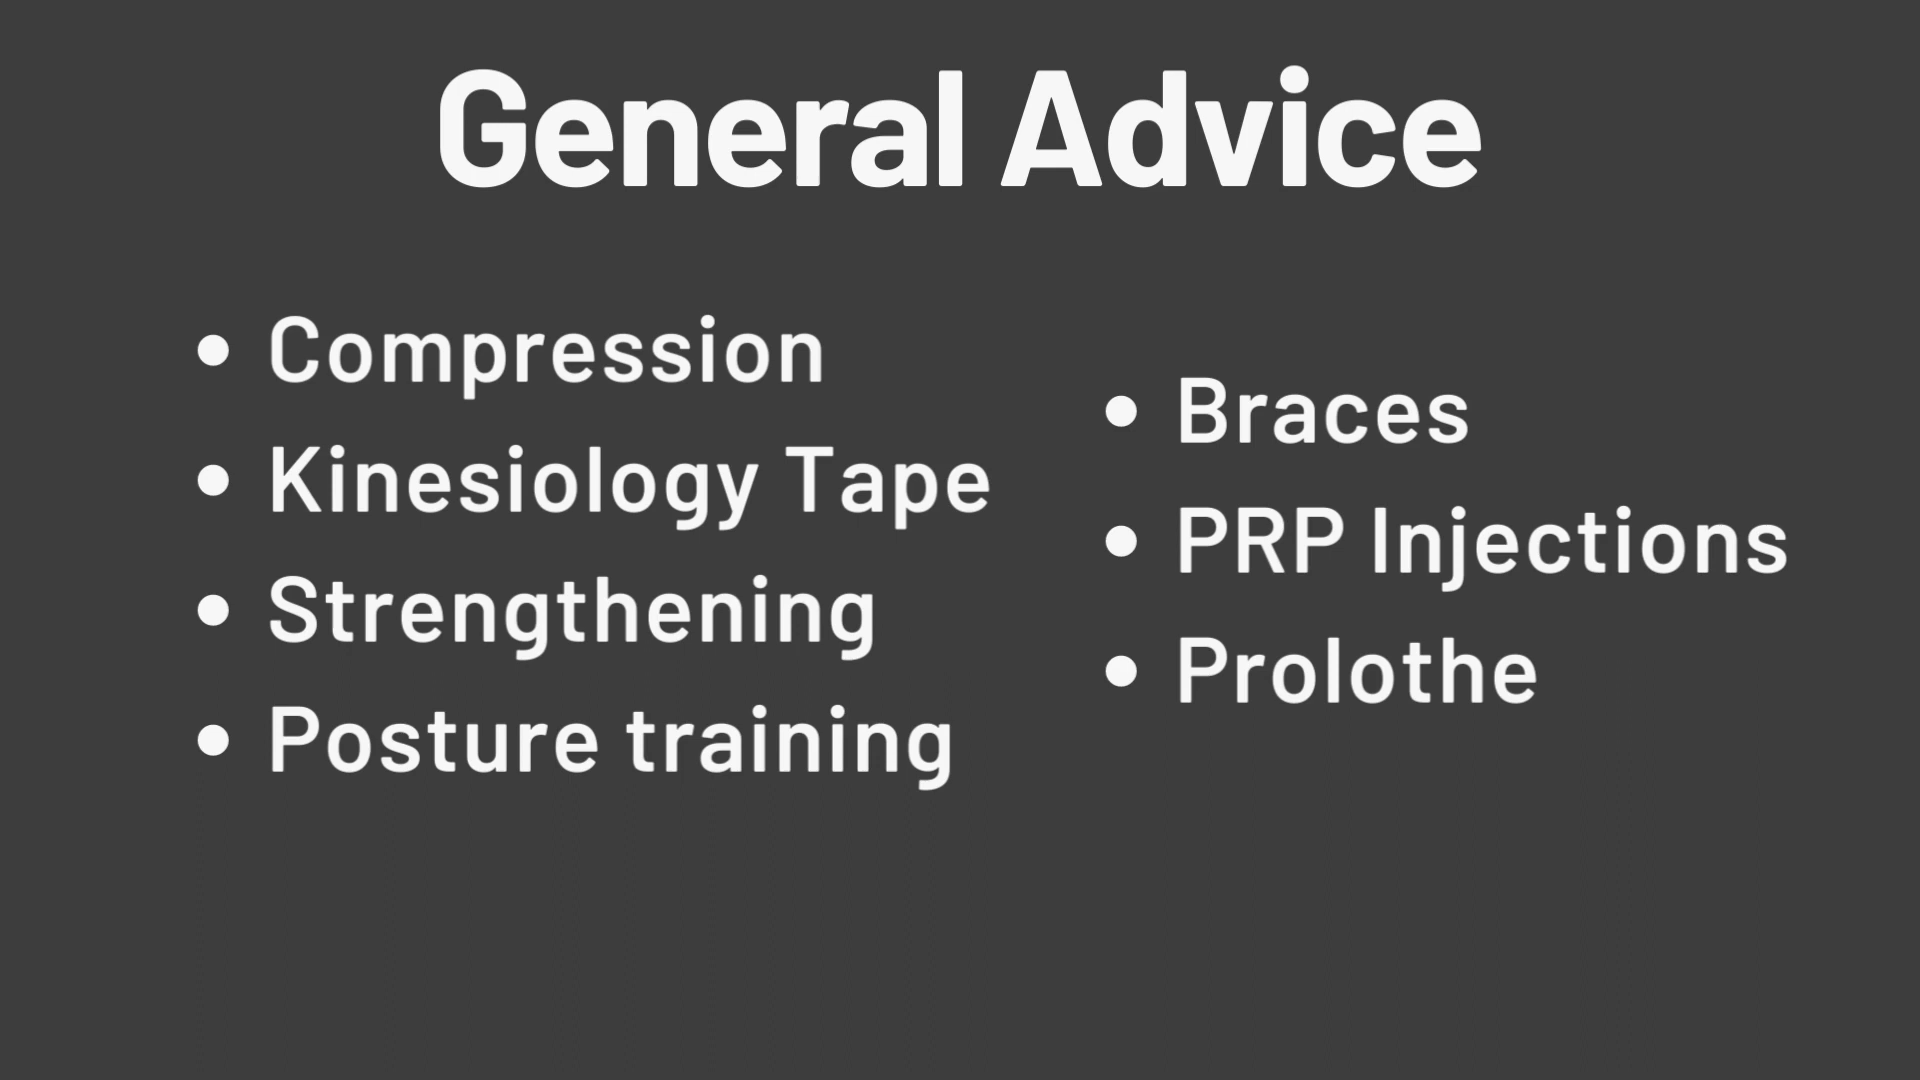 General Advice
• Compression
• Kinesiology Tape
• Strengthening
• Posture training
• Braces
• PRP Injections
• Prolothe